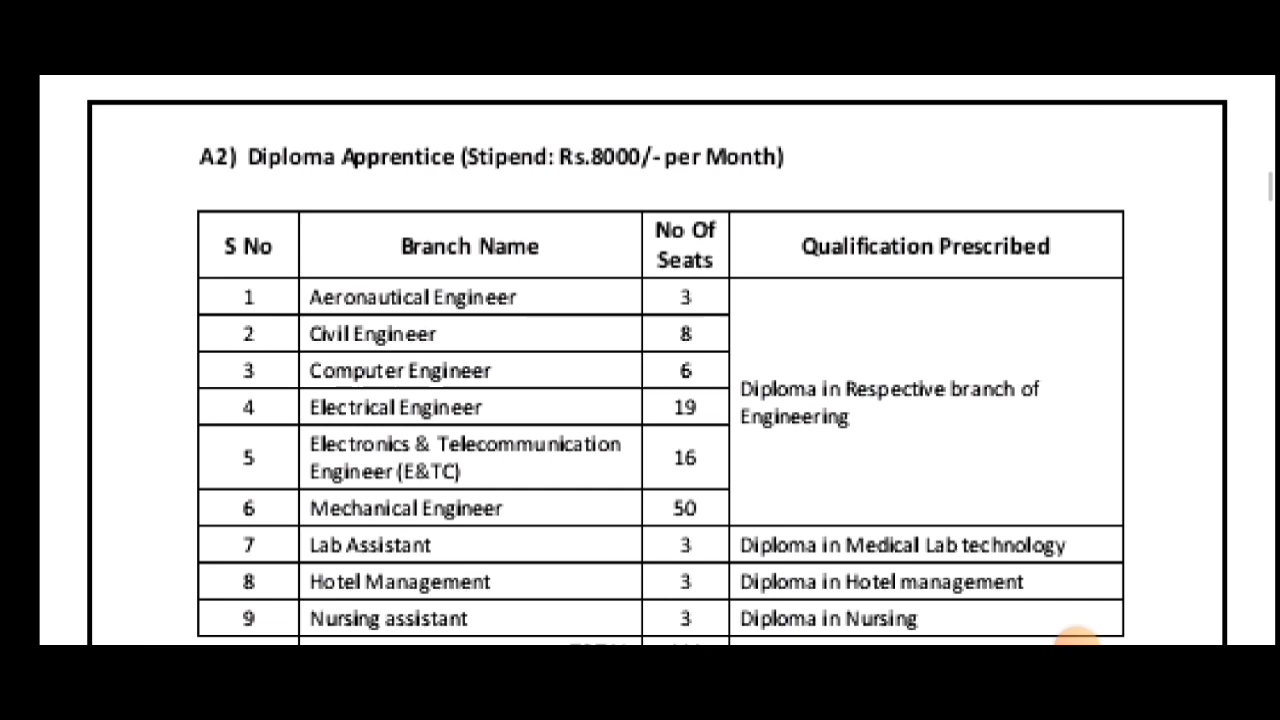 A2) Diploma Apprentice (Stipend: Rs.8000/- per Month)
S No Branch Name No Of Seats Qualification Prescribed
1 Aeronautical Engineer 3
2 Civil Engineer 8
3 Computer Engineer 6
4 Electrical Engineer 19
Diploma in Respective branch of
Engineering
5 Electronics & Telecommunication
Engineer (E&TC) 16
6 Mechanical Engineer 50
7 Lab Assistant 3 Diploma in Medical Lab technology
8 Hotel Management 3 Diploma in Hotel management
9 Nursing assistant 3 Diploma in Nursing